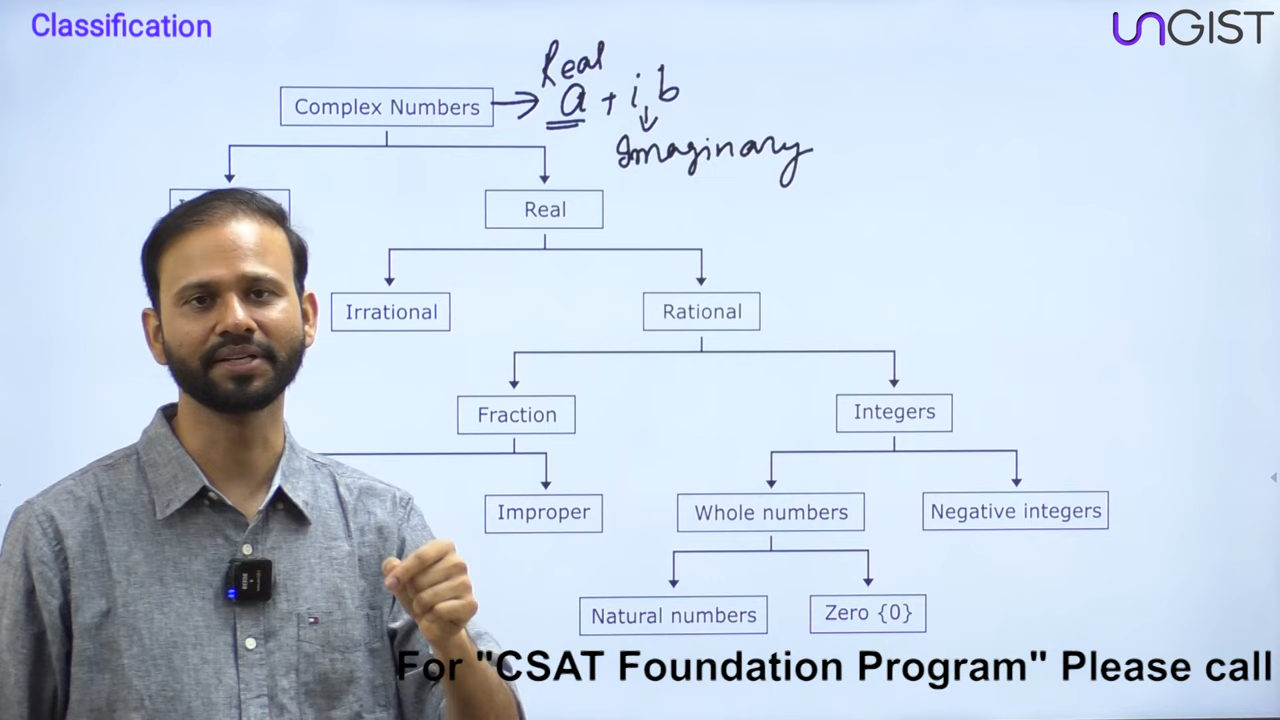 Classification
UNGIST
Real
Complex Numbers → a + i b
Imaginary
Real
Irrational
Rational
Fraction
Integers
Improper
Whole numbers
Negative integers
Natural numbers
Zero {0}
For "CSAT Foundation Program" Please call